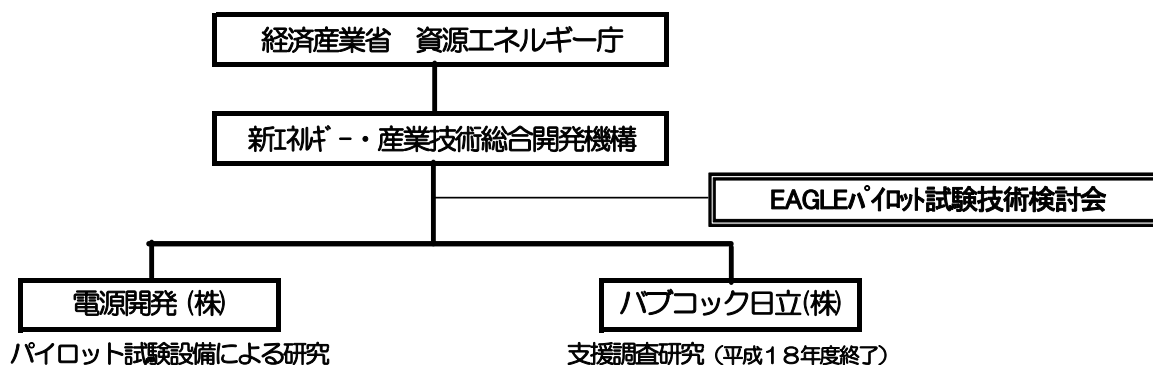 経済産業省　資源エネルギー庁
新ｴﾈﾙｷﾞｰ・産業技術総合開発機構
EAGLEﾊﾟｲﾛｯﾄ試験技術検討会
電源開発 (株)
バブコック日立(株)
パイロット試験設備による研究
支援調査研究（平成１８年度終了）